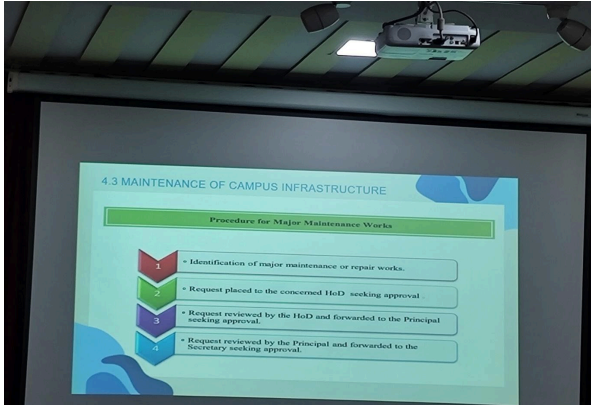 4.3 MAINTENANCE OF CAMPUS INFRASTRUCTURE
Procedure for Major Maintenance Works
1
• Identification of major maintenance or repair works.
2
• Request placed to the concerned HoD seeking approval .
3
• Request reviewed by the HoD and forwarded to the Principal
seeking approval.
4
• Request reviewed by the Principal and forwarded to the
Secretary seeking approval.